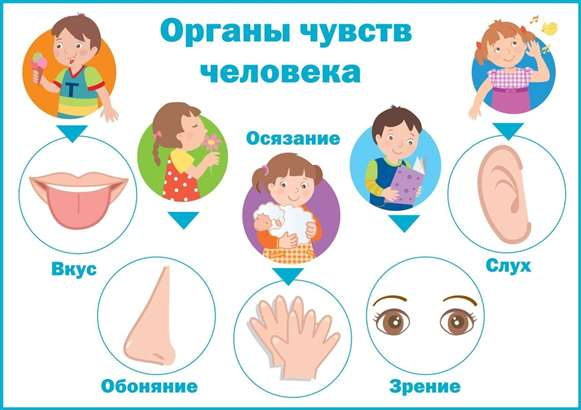 Органы чувств
человека
Осязание
Вкус
Слух
Обоняние
Зрение
T